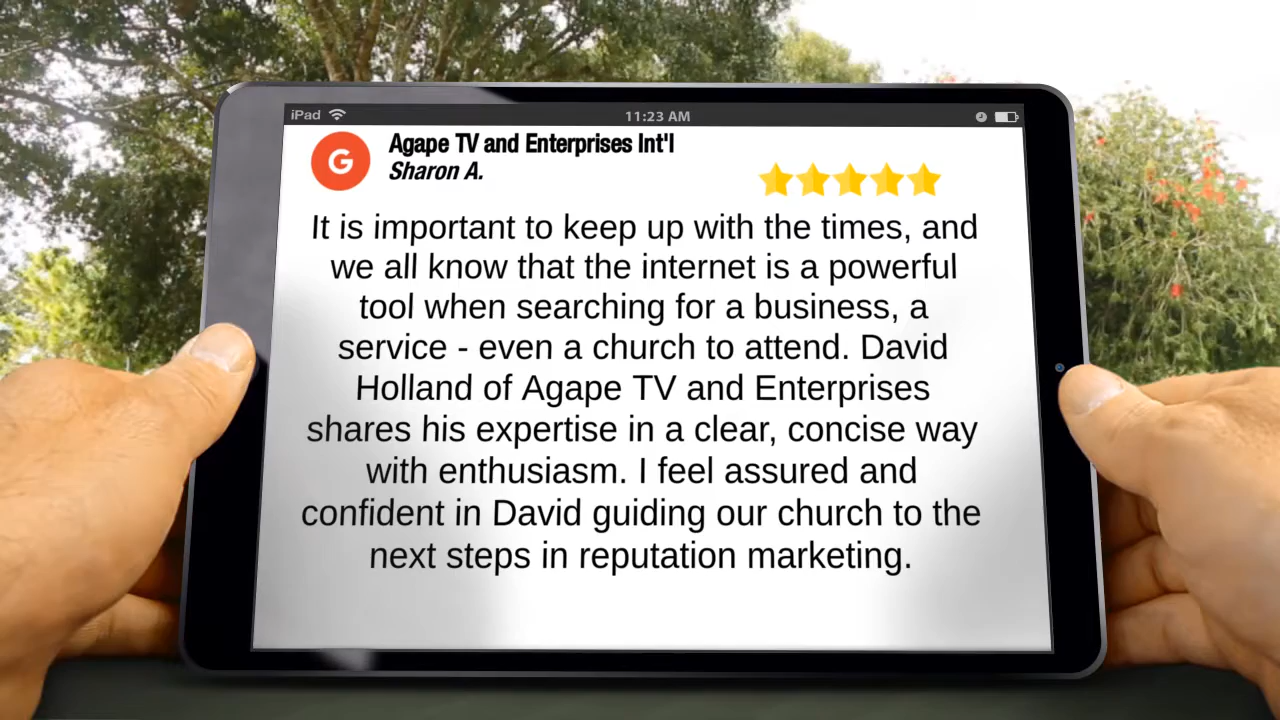 iPad 11:23 AM
G
Agape TV and Enterprises Int'l
Sharon A.
It is important to keep up with the times, and
we all know that the internet is a powerful
tool when searching for a business, a
service - even a church to attend. David
Holland of Agape TV and Enterprises
shares his expertise in a clear, concise way
with enthusiasm. I feel assured and
confident in David guiding our church to the
next steps in reputation marketing.